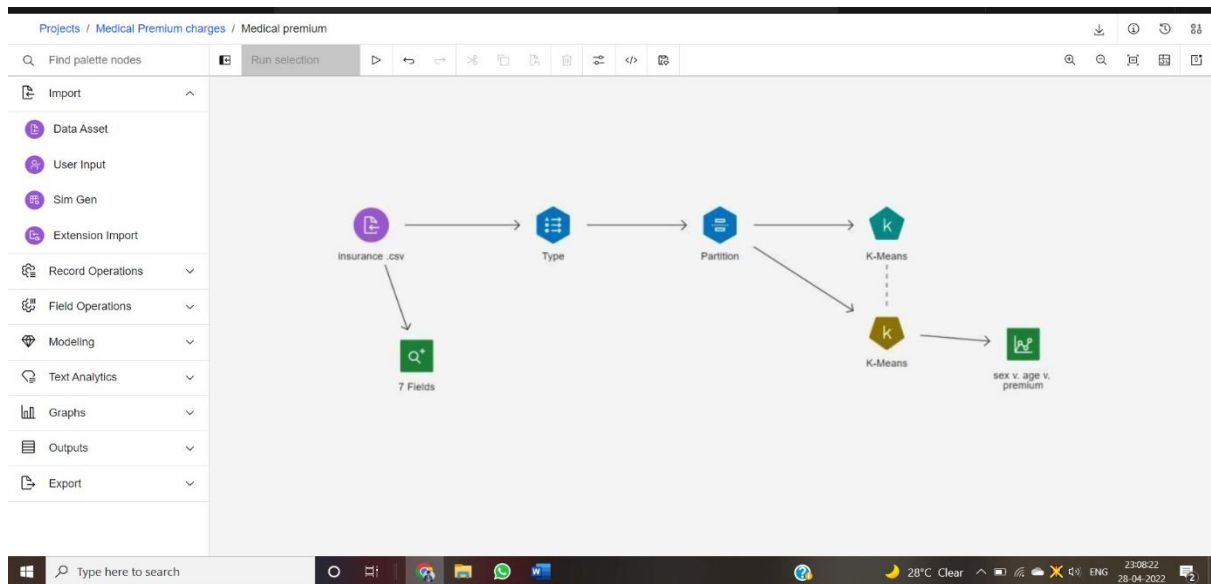 Projects / Medical Premium charges / Medical premium
Find palette nodes
Run selection
Import
Data Asset
User Input
Sim Gen
Extension Import
Record Operations
Field Operations
Modeling
Text Analytics
Graphs
Outputs
Export
insurance .csv
Type
Partition
K-Means
7 Fields
K-Means
sex v. age v.
premium
Type here to search
28°C Clear
ENG
23:08:22
28-04-2022